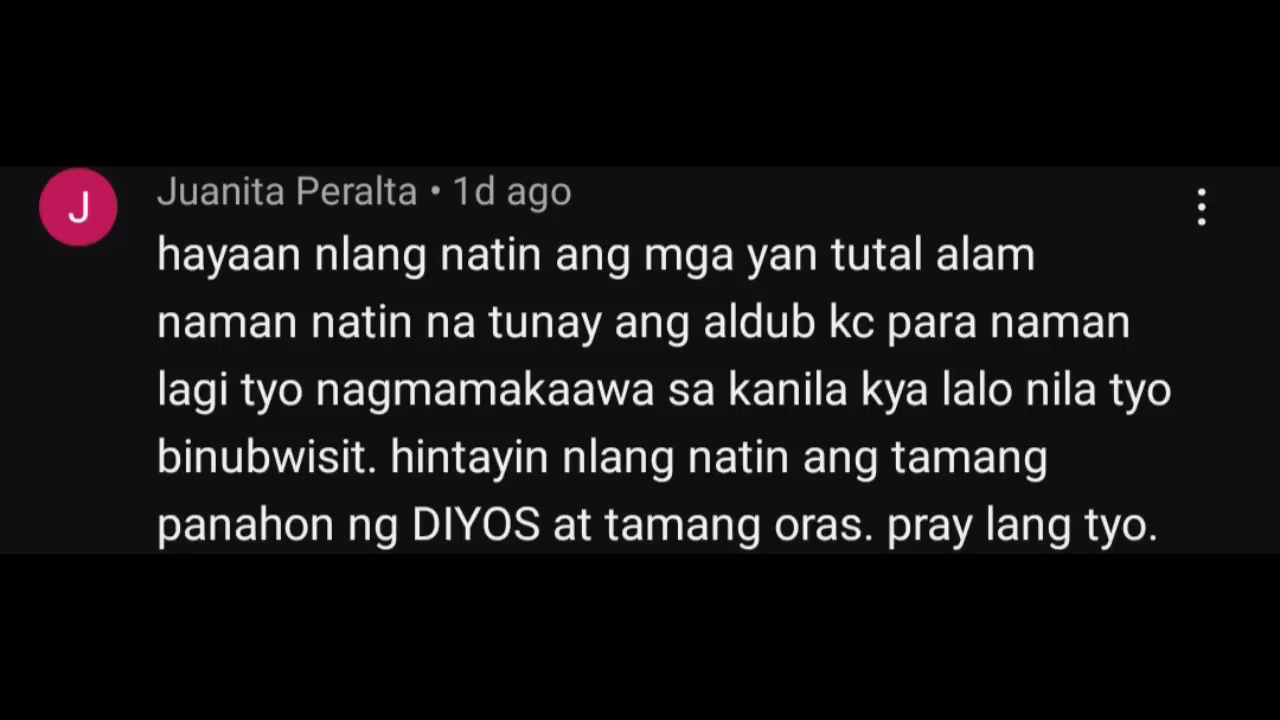 J
Juanita Peralta • 1d ago
hayaan nlang natin ang mga yan tutal alam
naman natin na tunay ang aldub kc para naman
lagi tyo nagmamakaawa sa kanila kya lalo nila tyo
binubwisit. hintayin nlang natin ang tamang
panahon ng DIYOS at tamang oras. pray lang tyo.